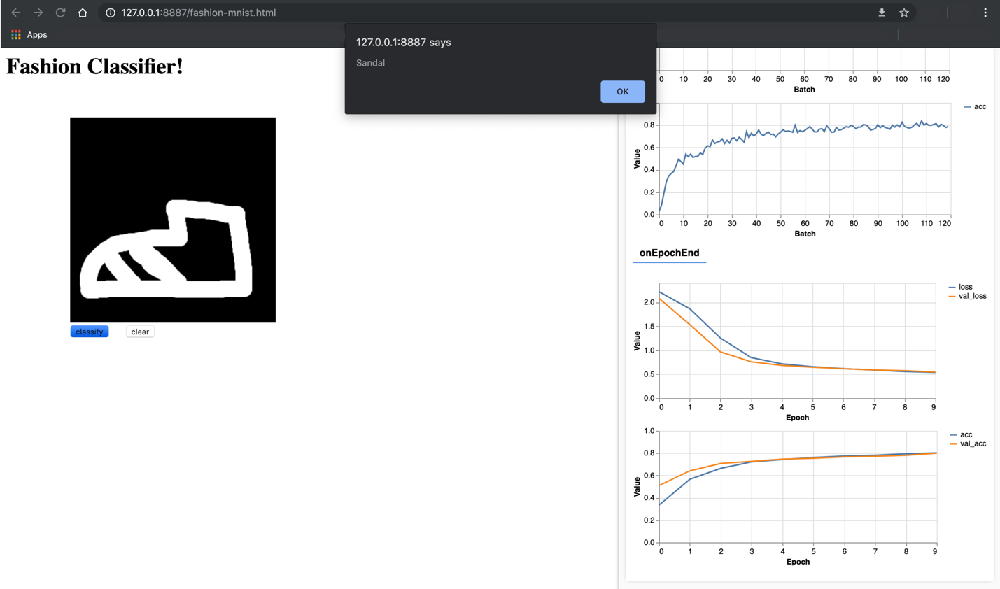 127.0.0.1:8887/fashion-mnist.html
Apps
127.0.0.1:8887 says
Sandal
OK
Fashion Classifier!
classify
clear
0 10 20 30 40 50 60 70 80 90 100 110 120
Batch
acc
0.8
0.6
0.4
0.2
0.0
Value
0 10 20 30 40 50 60 70 80 90 100 110 120
Batch
onEpochEnd
loss
val_loss
2.0
1.5
1.0
0.5
0.0
Value
0 1 2 3 4 5 6 7 8 9
Epoch
acc
val_acc
1.0
0.8
0.6
0.4
0.2
0.0
Value
0 1 2 3 4 5 6 7 8 9
Epoch